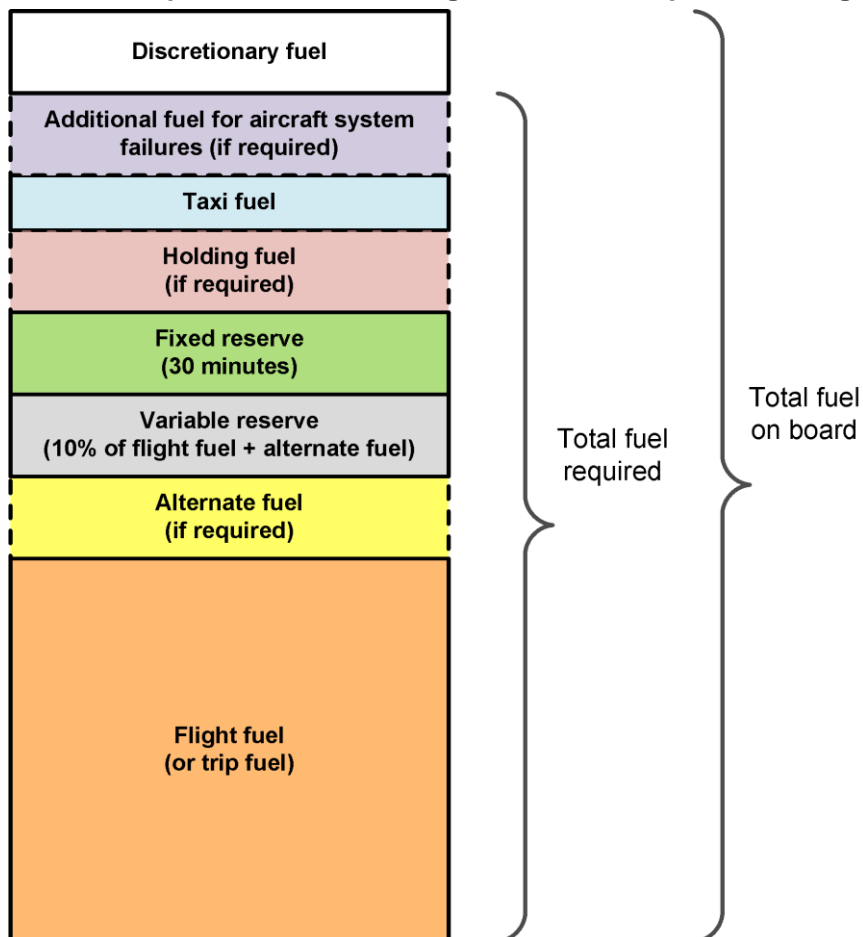 Discretionary fuel
Additional fuel for aircraft system
failures (if required)
Taxi fuel
Holding fuel
(if required)
Fixed reserve
(30 minutes)
Variable reserve
(10% of flight fuel + alternate fuel)
Alternate fuel
(if required)
Flight fuel
(or trip fuel)
Total fuel
required
Total fuel
on board